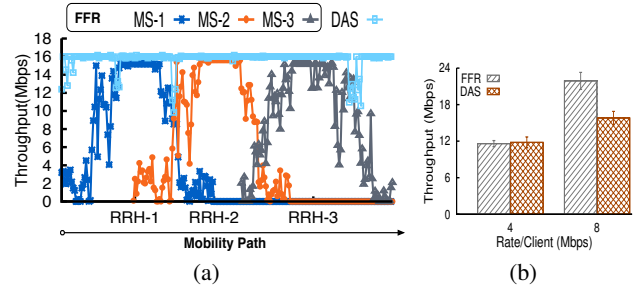 FFR MS-1 MS-2 MS-3 DAS
Throughput(Mbps)
18
16
14
12
10
8
6
4
2
0
RRH-1 RRH-2 RRH-3
Mobility Path
(a)
Throughput (Mbps)
24
18
12
6
0
FFR
DAS
4 8
Rate/Client (Mbps)
(b)